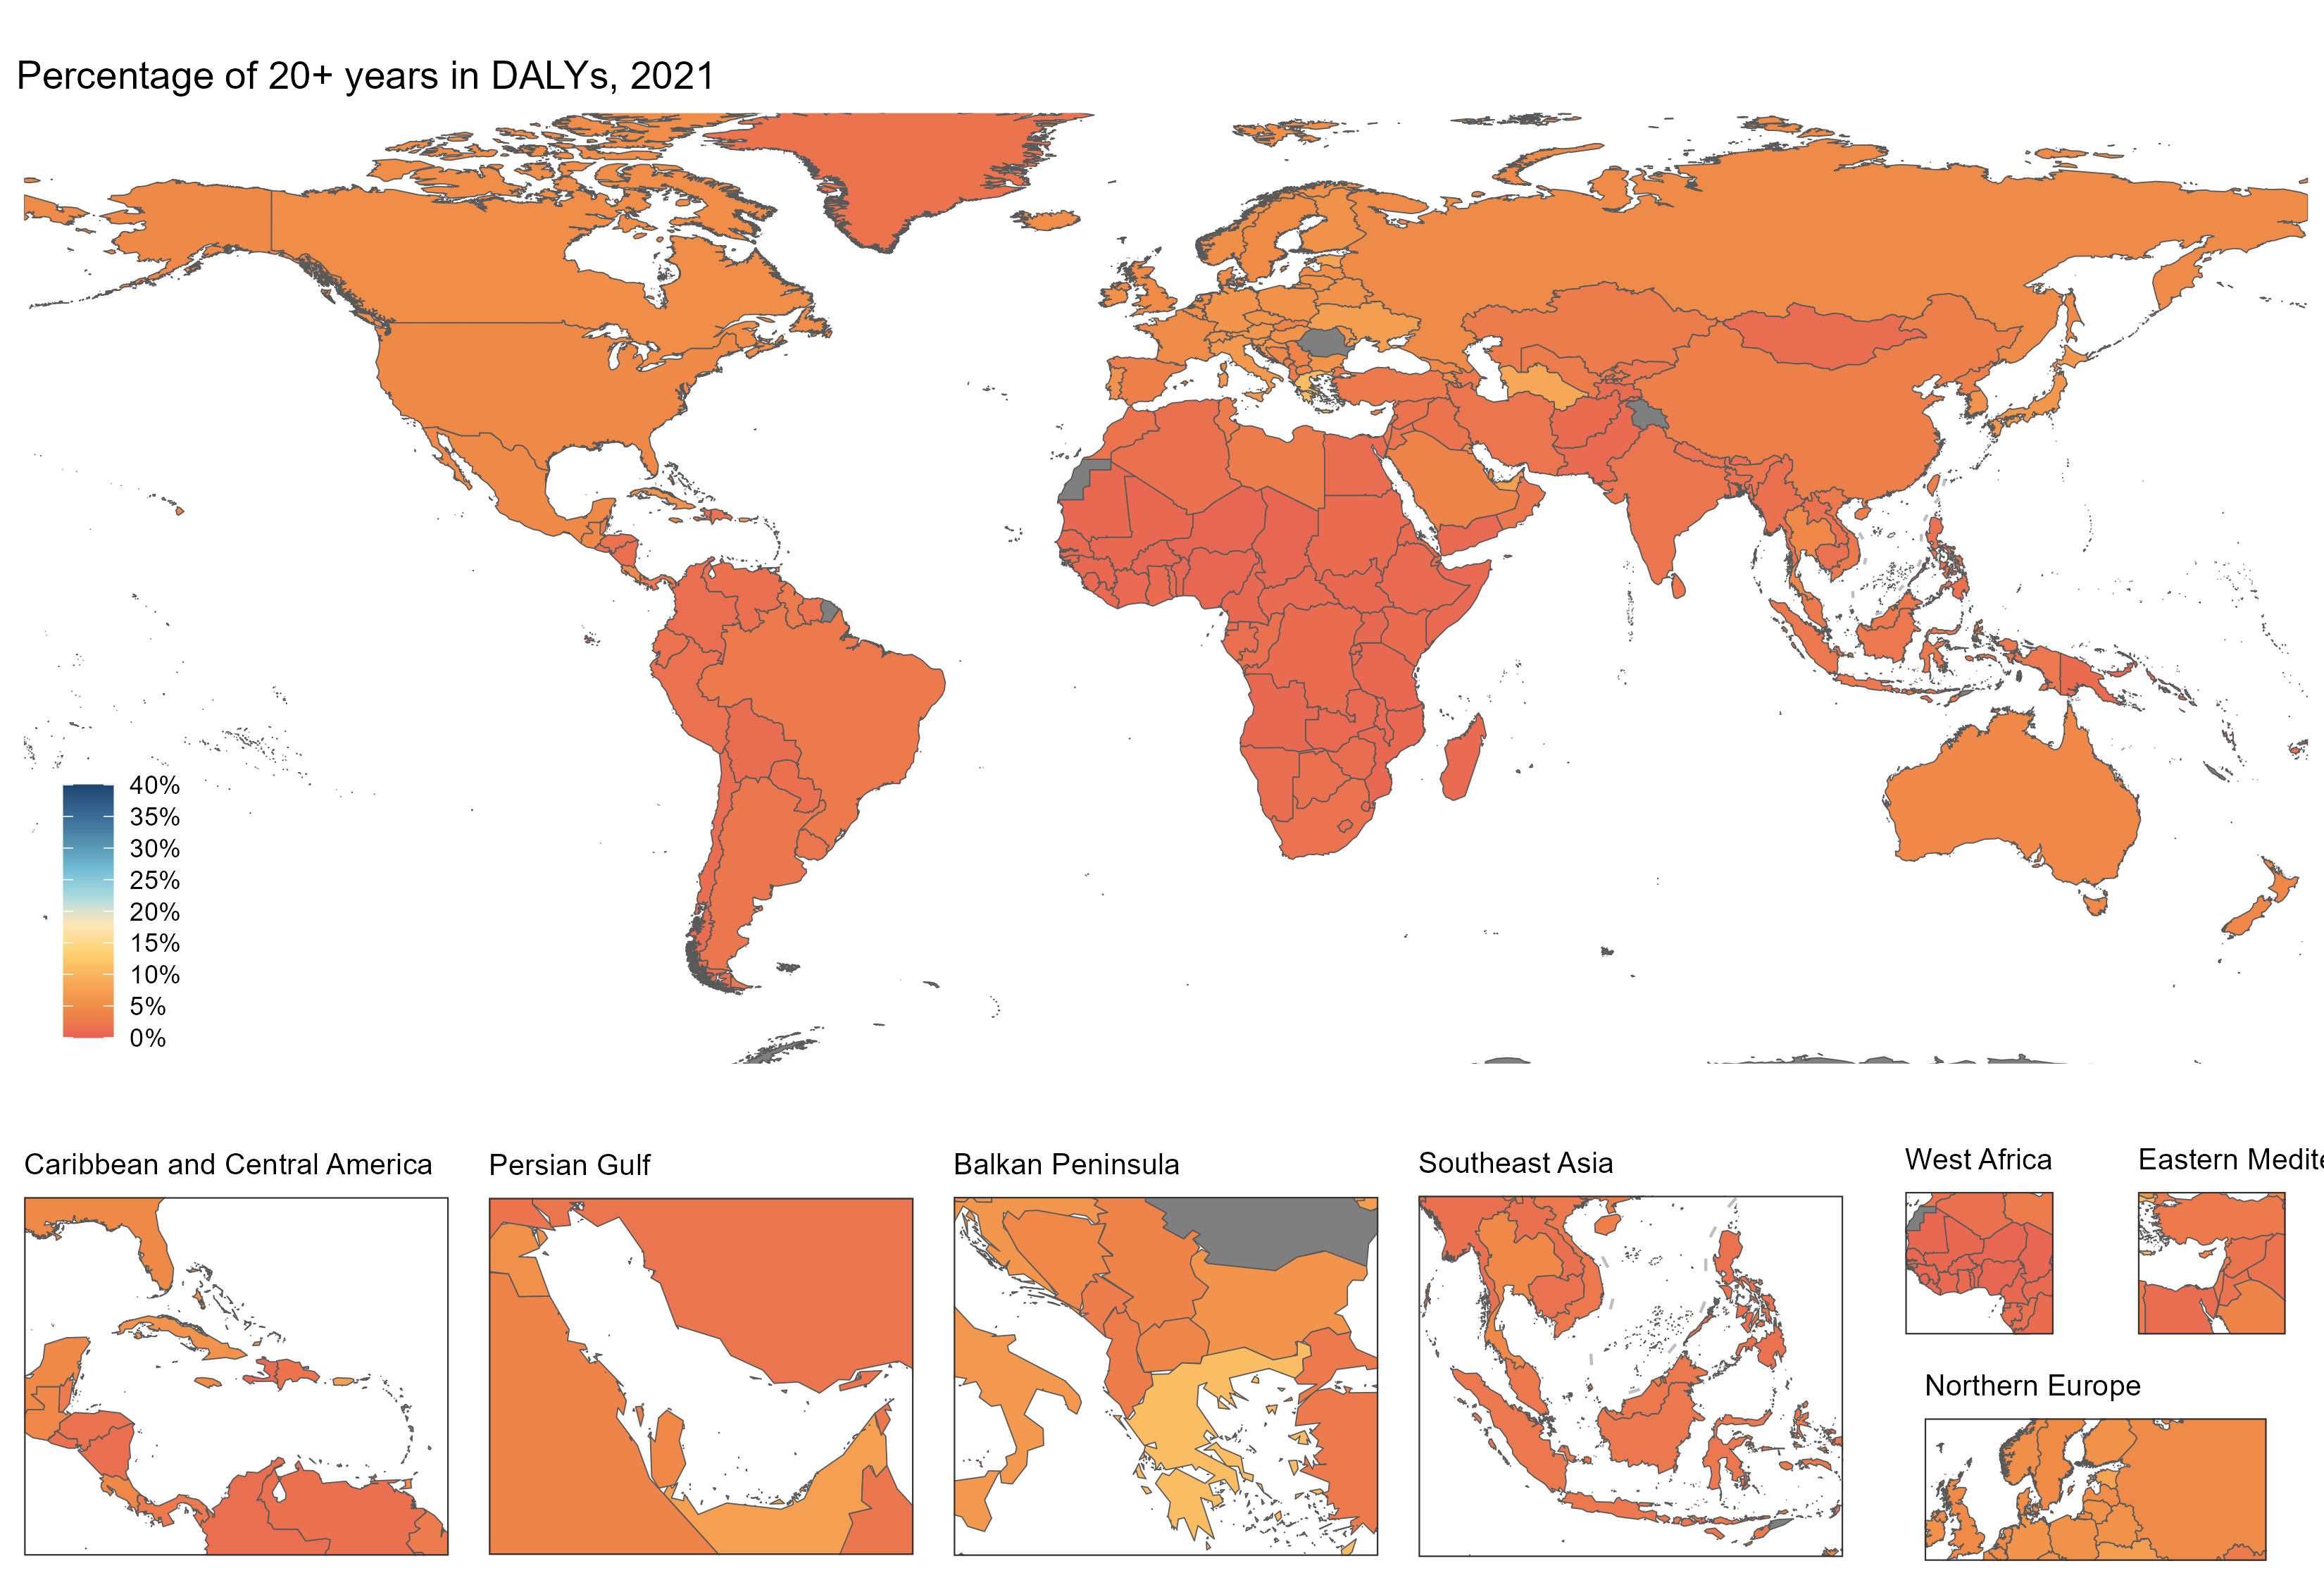 Percentage of 20+ years in DALYs, 2021
40%
35%
30%
25%
20%
15%
10%
5%
0%
Caribbean and Central America
Persian Gulf
Balkan Peninsula
Southeast Asia
West Africa
Eastern Medite
Northern Europe